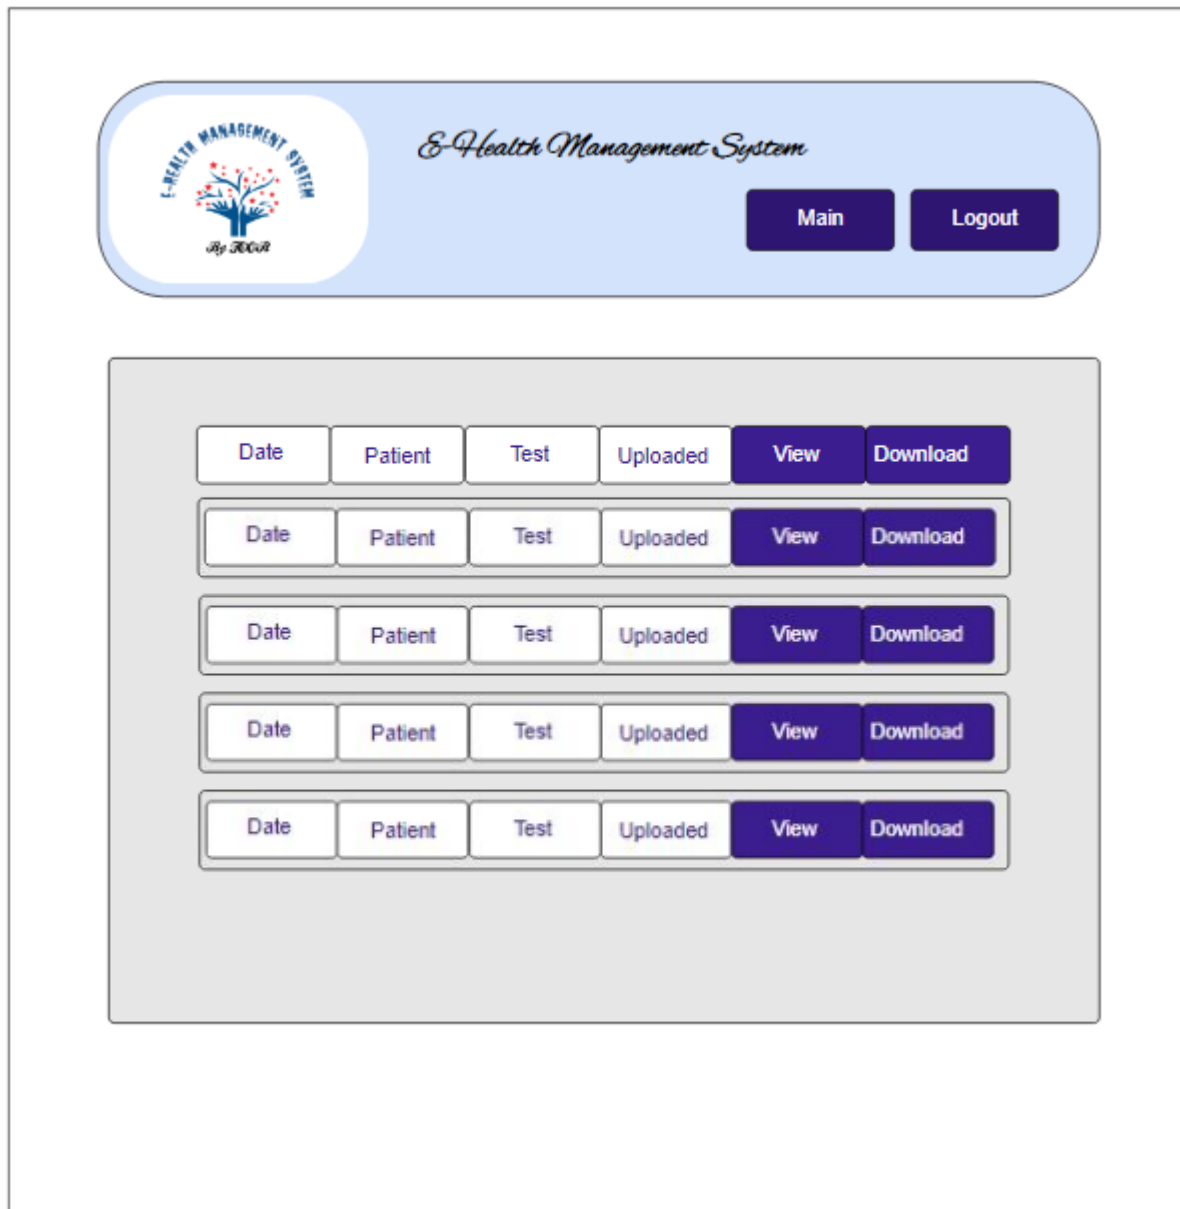 E-HEALTH MANAGEMENT SYSTEM
E-Health Management System
Main Logout
Date Patient Test Uploaded View Download
Date Patient Test Uploaded View Download
Date Patient Test Uploaded View Download
Date Patient Test Uploaded View Download
Date Patient Test Uploaded View Download